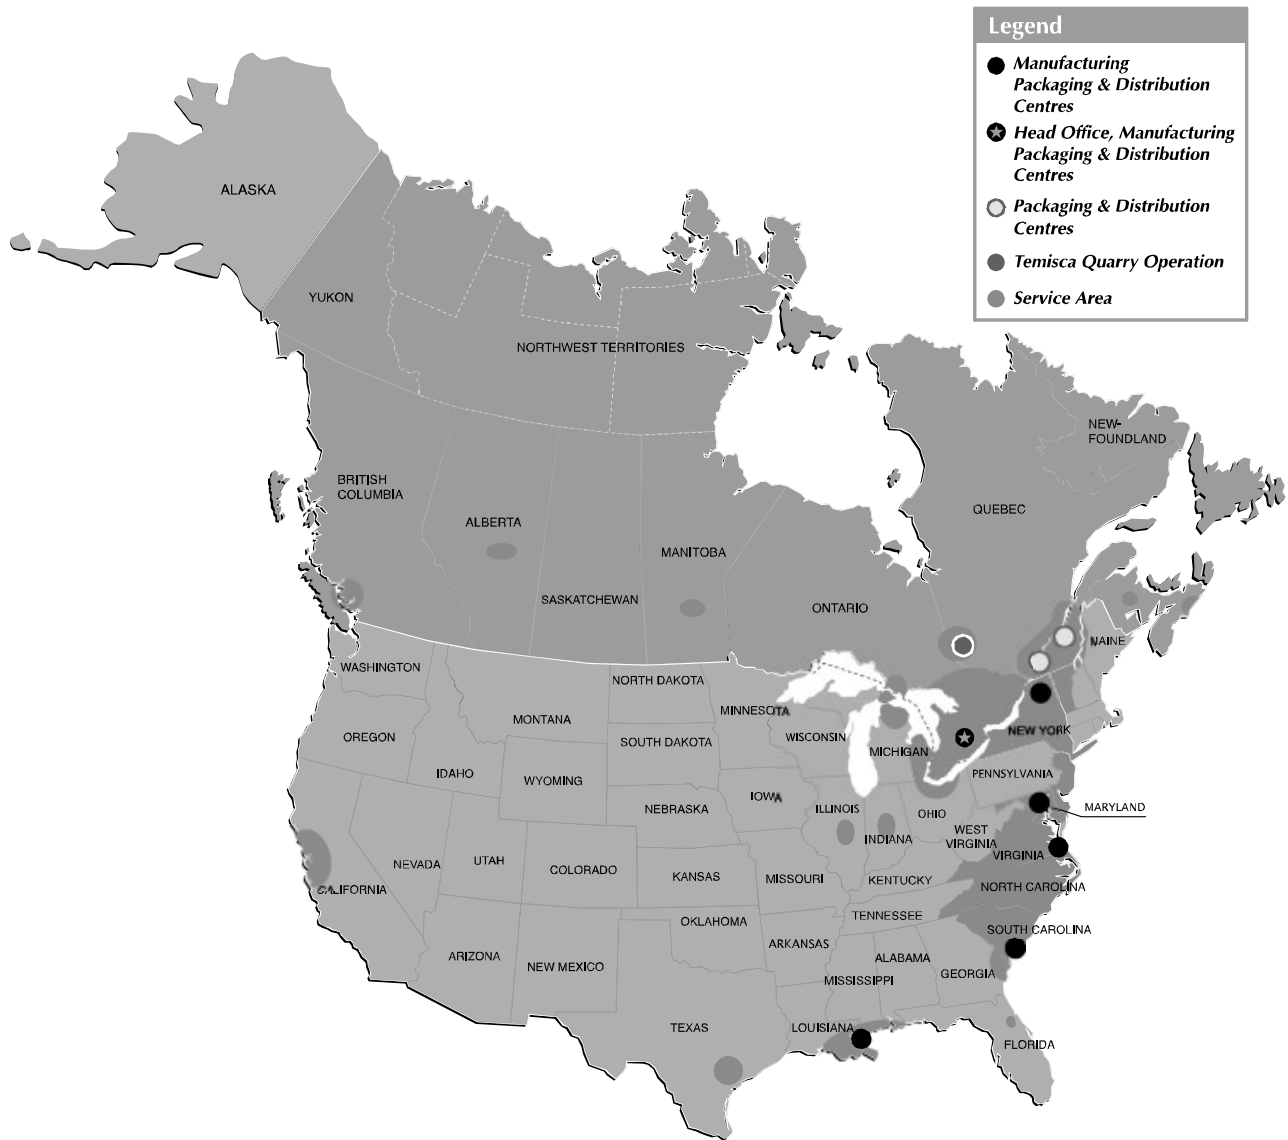 Legend
Manufacturing
Packaging & Distribution
Centres
Head Office, Manufacturing
Packaging & Distribution
Centres
Packaging & Distribution
Centres
Temisca Quarry Operation
Service Area
ALASKA
YUKON
NORTHWEST TERRITORIES
NEW-
FOUNDLAND
BRITISH
COLUMBIA
ALBERTA
QUEBEC
MANITOBA
SASKATCHEWAN
ONTARIO
MAINE
WASHINGTON
NORTH DAKOTA
MINNESOTA
MONTANA
OREGON
SOUTH DAKOTA
WISCONSIN
MICHIGAN
NEW YORK
IDAHO
WYOMING
PENNSYLVANIA
NEBRASKA
IOWA
ILLINOIS
OHIO
MARYLAND
INDIANA
WEST
VIRGINIA
NEVADA
UTAH
COLORADO
KANSAS
MISSOURI
KENTUCKY
VIRGINIA
CALIFORNIA
NORTH CAROLINA
OKLAHOMA
TENNESSEE
SOUTH CAROLINA
ARKANSAS
ARIZONA
NEW MEXICO
ALABAMA
MISSISSIPPI
GEORGIA
TEXAS
LOUISIANA
FLORIDA